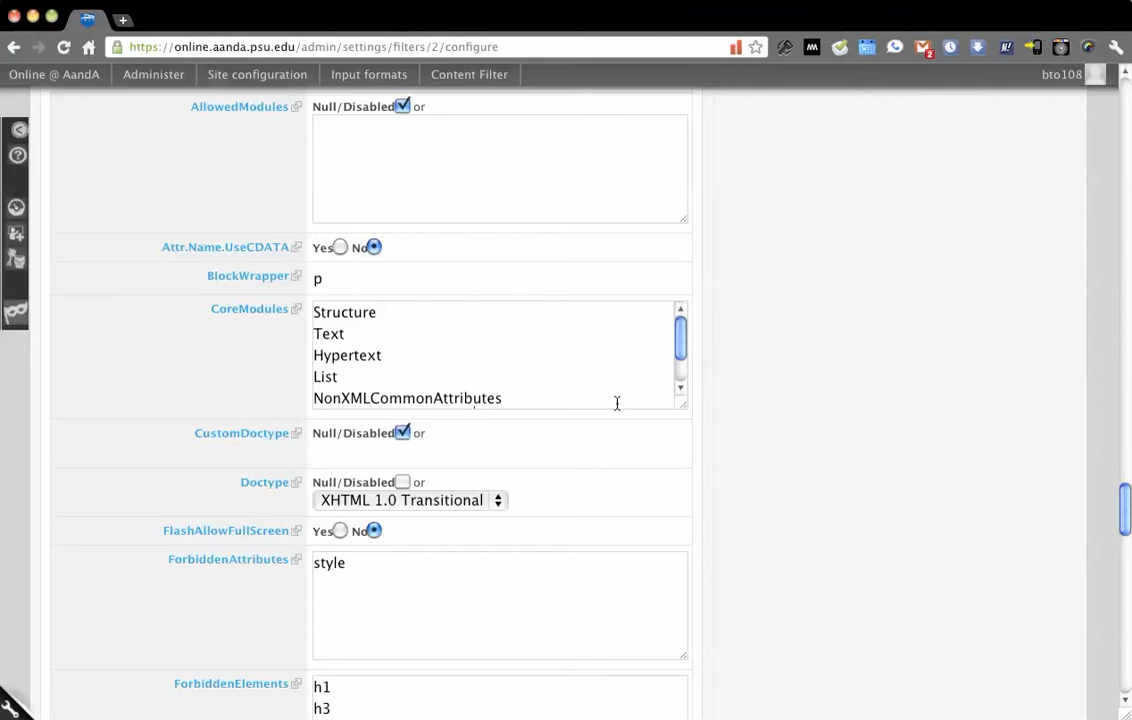 https://online.aanda.psu.edu/admin/settings/filters/2/configure
2
Online @ AandA Administer Site configuration Input formats Content Filter bto108
AllowedModules Null/Disabled or
Attr.Name.UseCDATA Yes No
BlockWrapper p
CoreModules Structure
Text
Hypertext
List
NonXMLCommonAttributes
CustomDoctype Null/Disabled or
Doctype Null/Disabled or
XHTML 1.0 Transitional
FlashAllowFullScreen Yes No
ForbiddenAttributes style
ForbiddenElements h1
h3